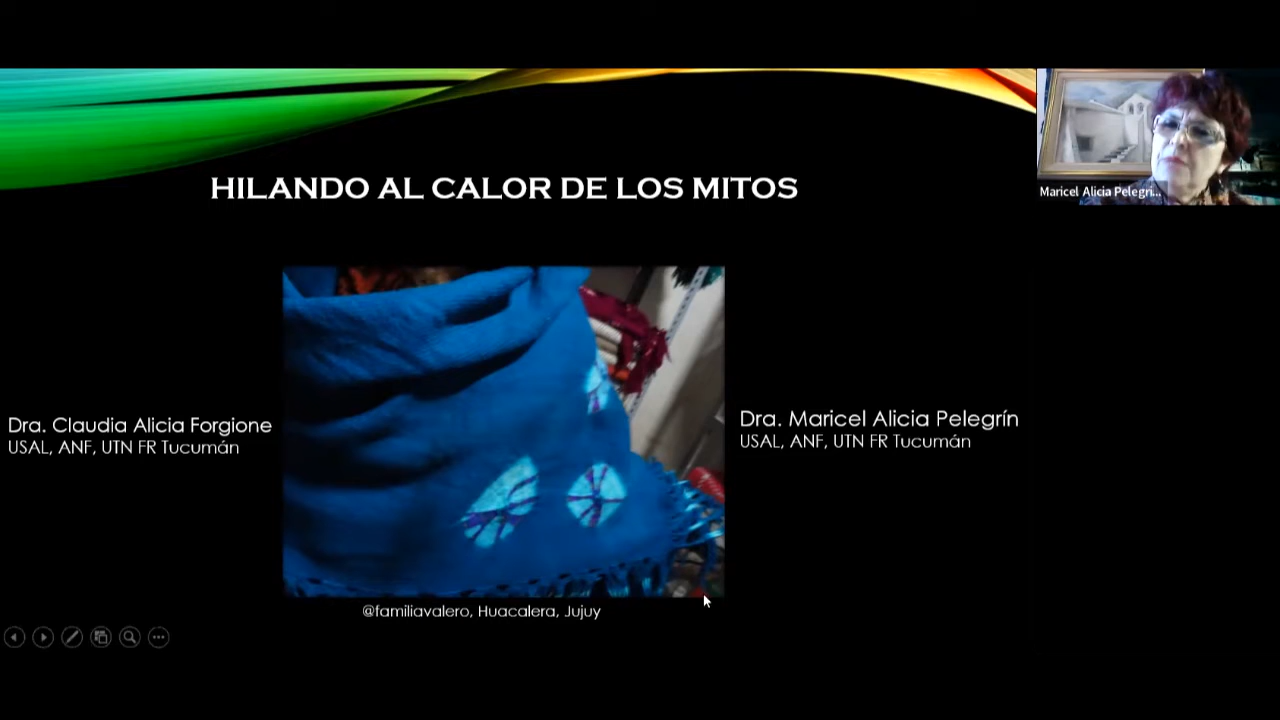 HILANDO AL CALOR DE LOS MITOS
Maricel Alicia Pelegrí...
Dra. Claudia Alicia Forgione
USAL, ANF, UTN FR Tucumán
Dra. Maricel Alicia Pelegrín
USAL, ANF, UTN FR Tucumán
@familiavalero, Huacalera, Jujuy